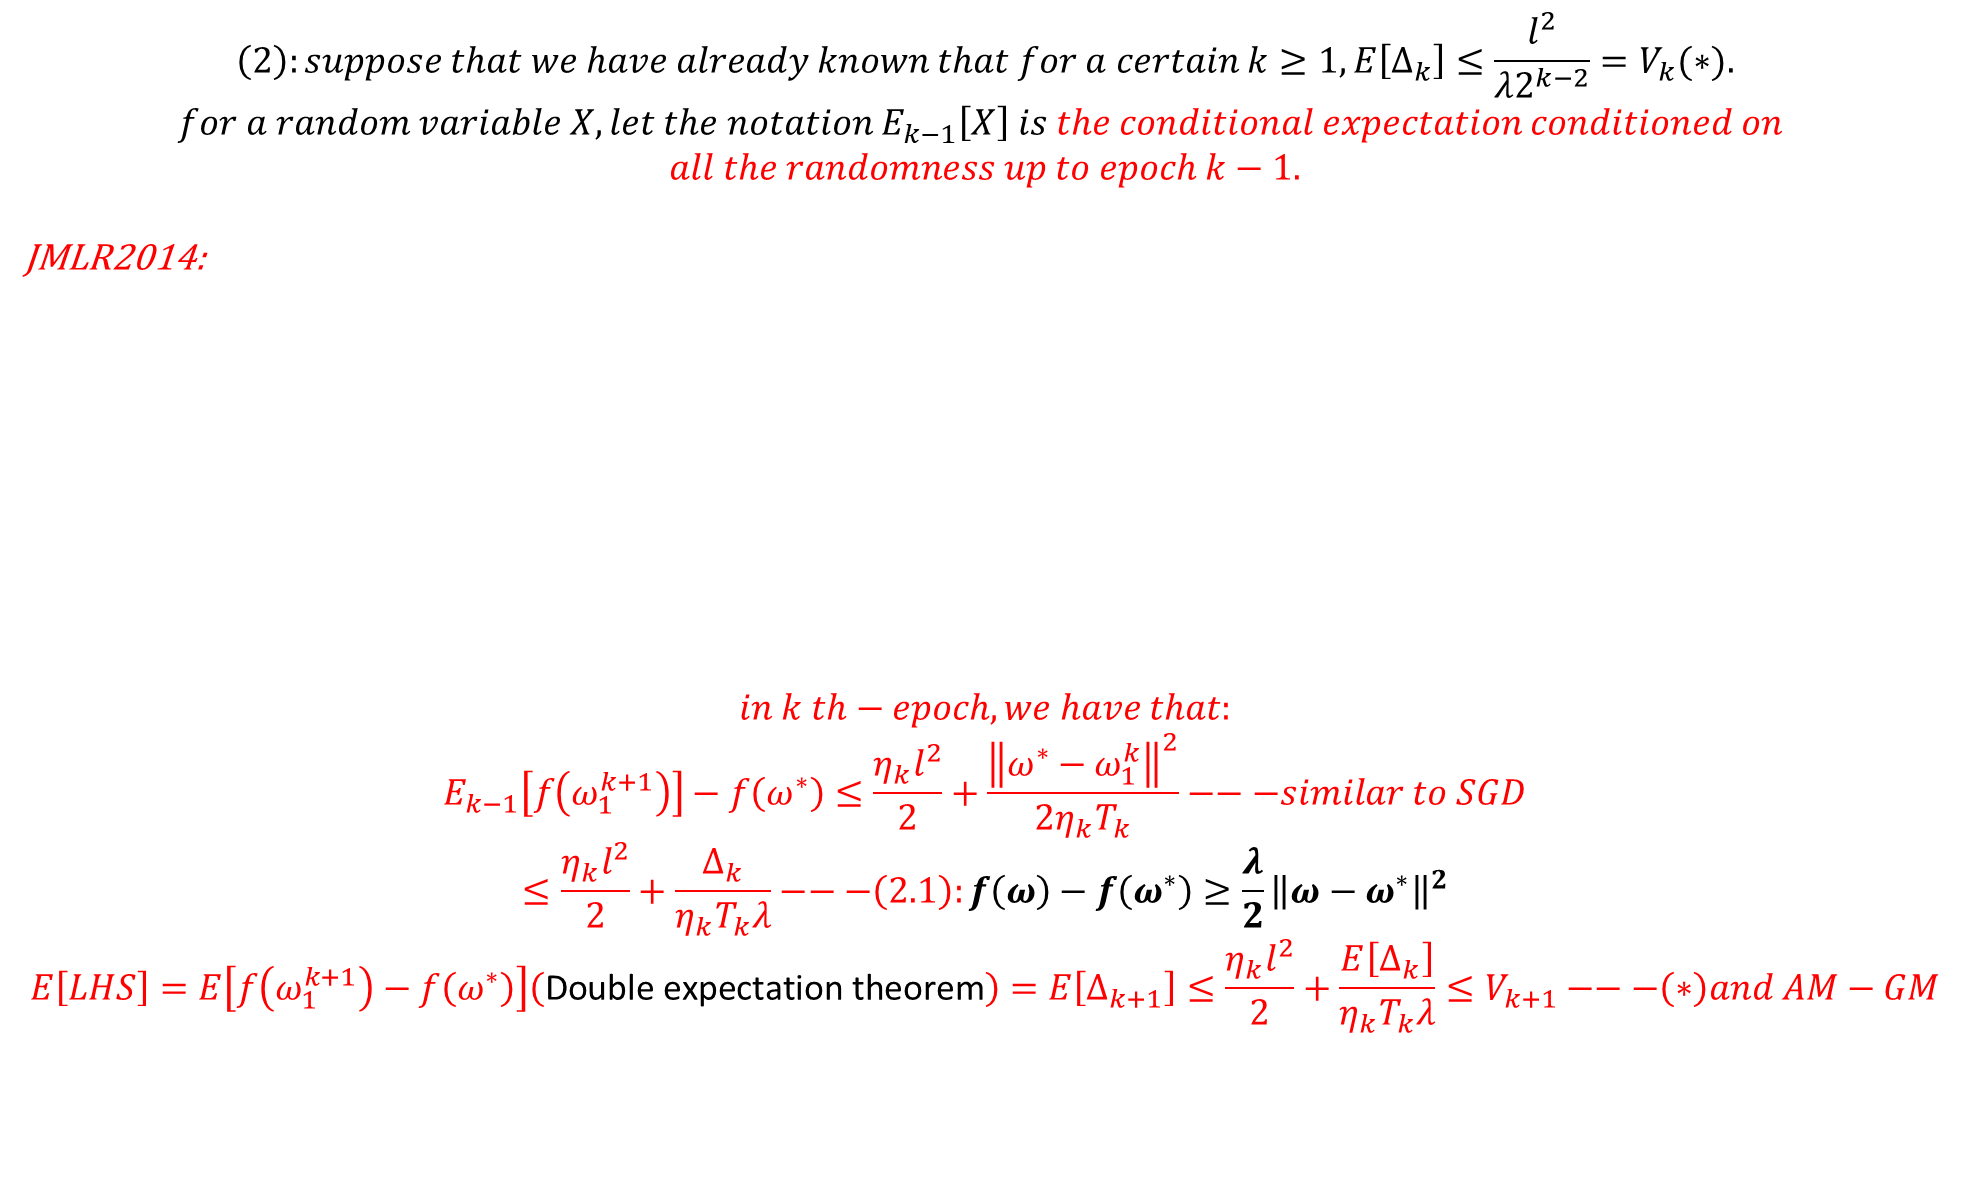 (2): suppose that we have already known that for a certain k ≥ 1, E[Δ_k] ≤ l^2/(λ2^{k−2}) = V_k(∗).
for a random variable X, let the notation E_{k−1}[X] is the conditional expectation conditioned on
all the randomness up to epoch k − 1.
JMLR2014:
in k th − epoch, we have that:
E_{k−1}[f(ω_1^{k+1})] − f(ω^∗) ≤ η_k l^2/2 + ‖ω^∗ − ω_1^k‖^2/(2η_k T_k) −− −similar to SGD
≤ η_k l^2/2 + Δ_k/(η_k T_k λ) −− −(2.1): f(ω) − f(ω^∗) ≥ λ/2 ‖ω − ω^∗‖^2
E[LHS] = E[f(ω_1^{k+1}) − f(ω^∗)](Double expectation theorem) = E[Δ_{k+1}] ≤ η_k l^2/2 + E[Δ_k]/(η_k T_k λ) ≤ V_{k+1} −− −(∗)and AM − GM